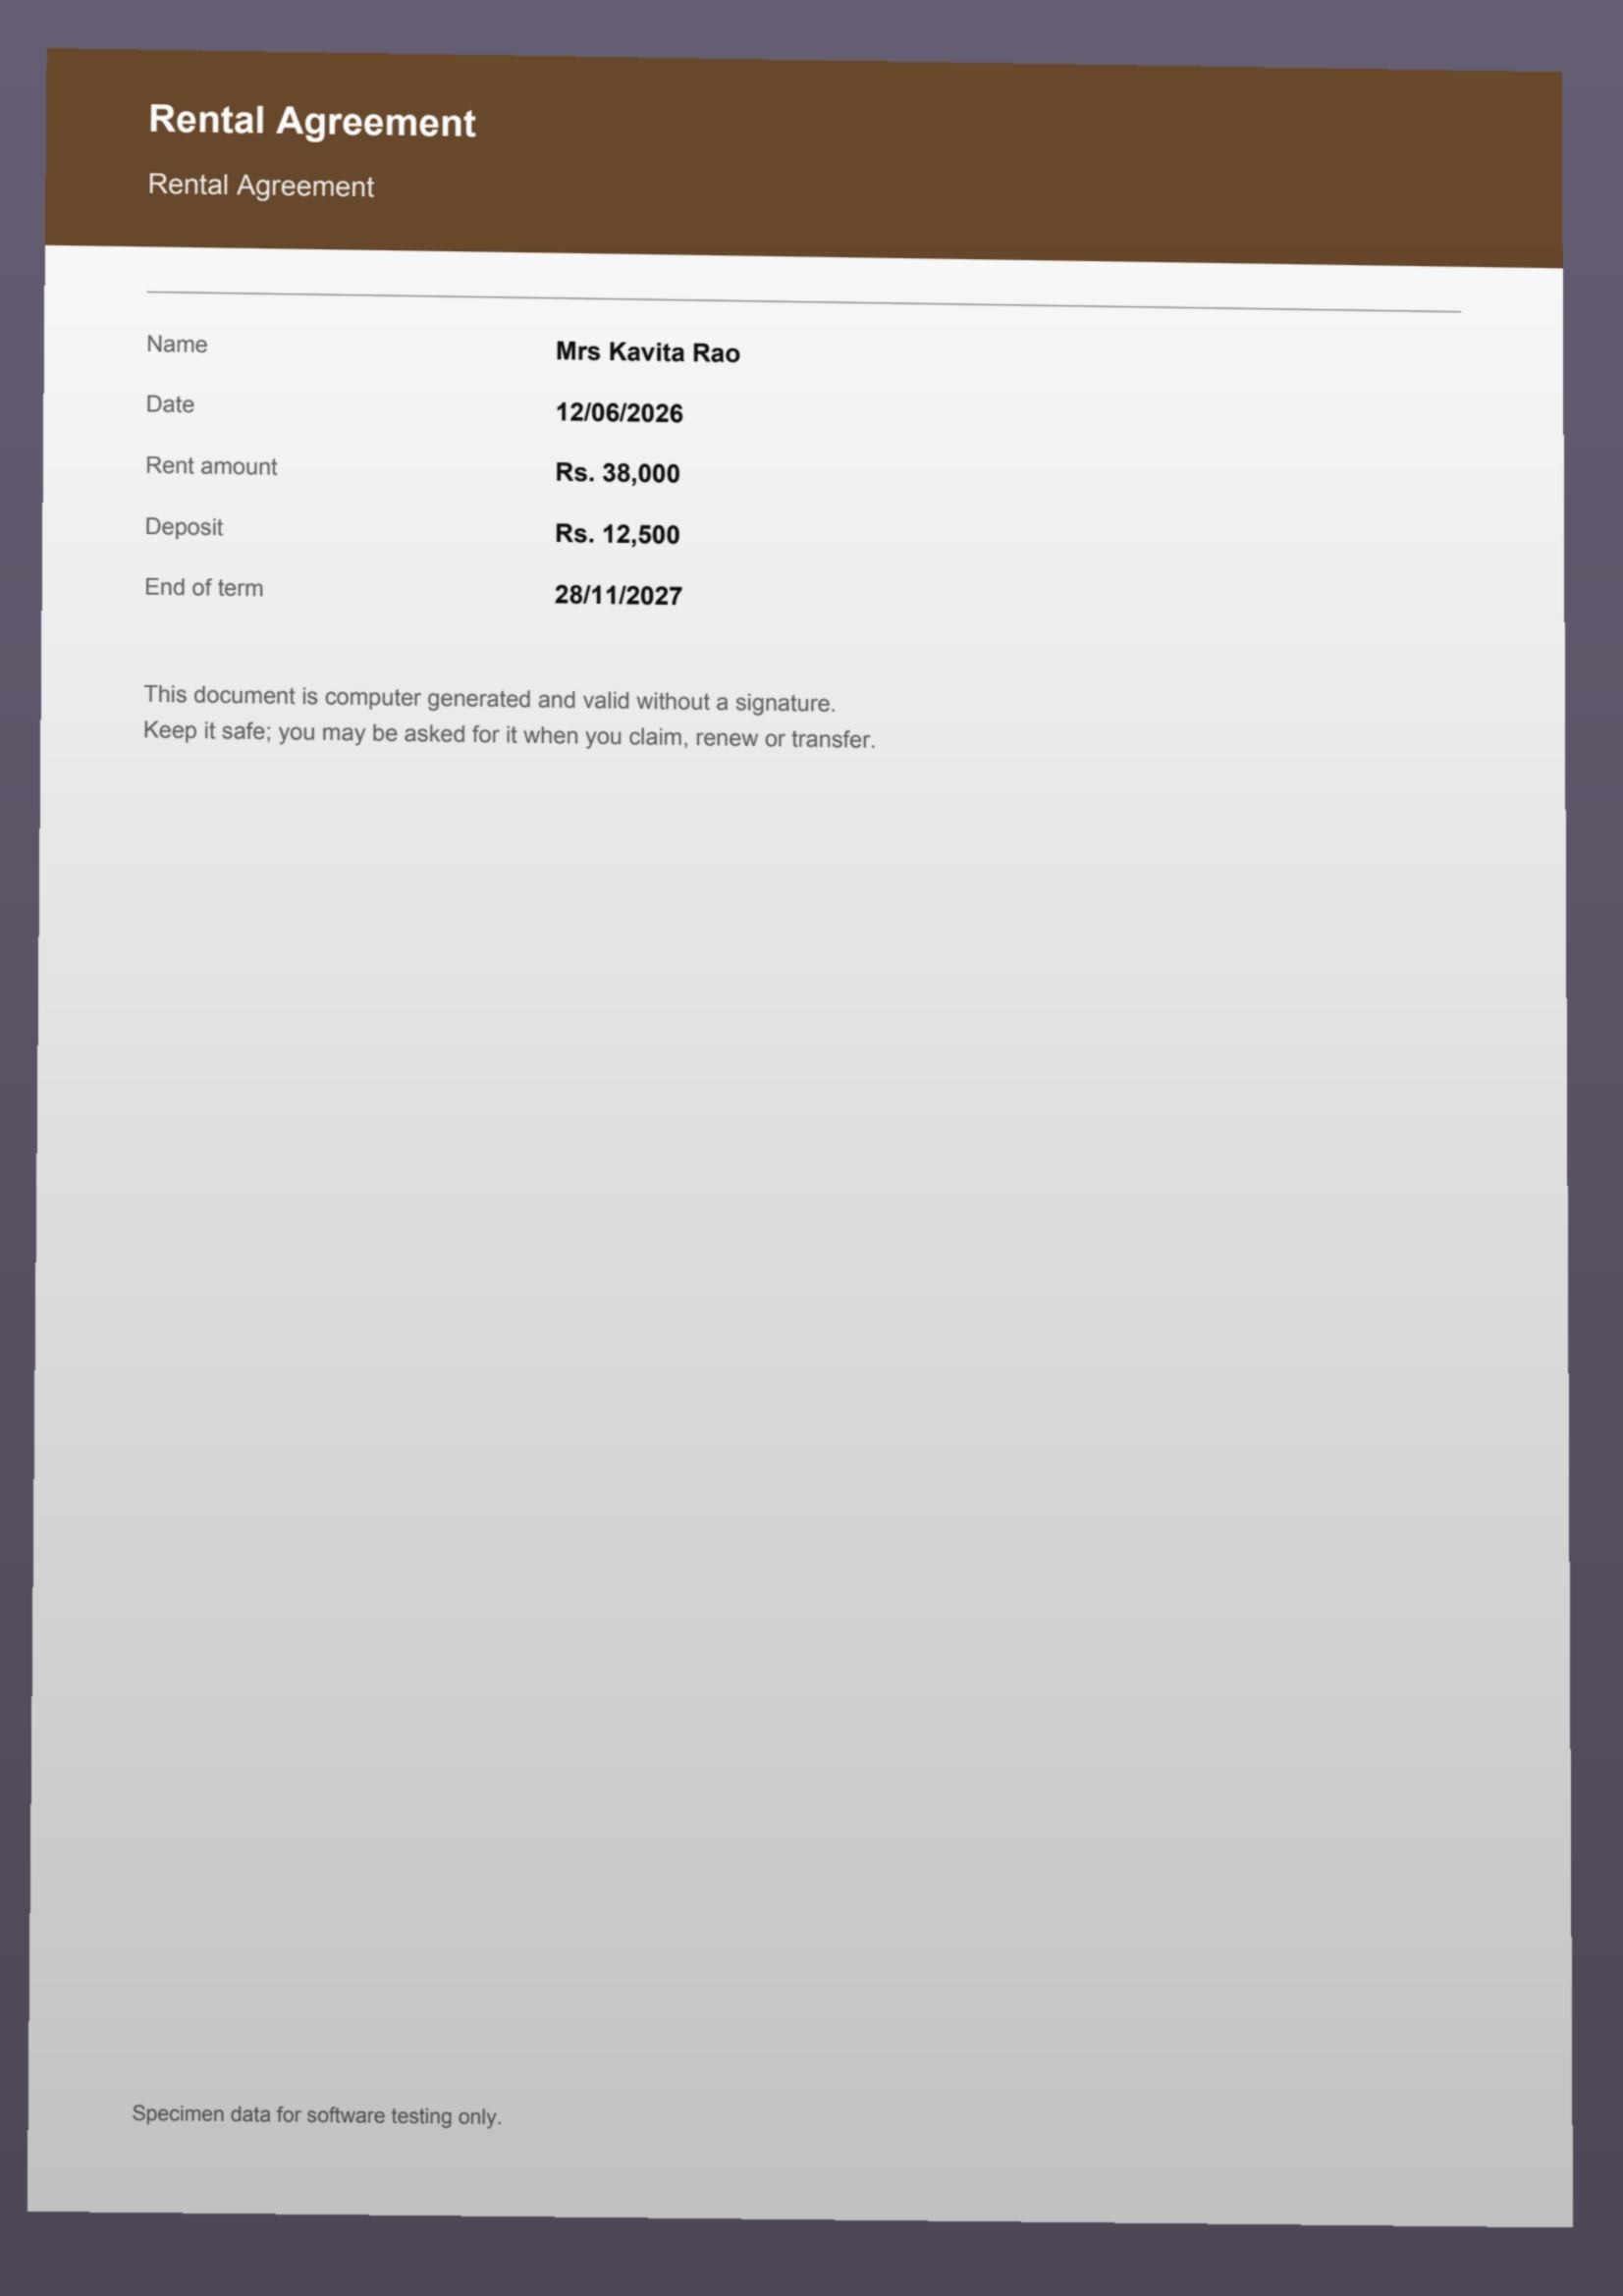 Rental Agreement
Rental Agreement
Name Mrs Kavita Rao
Date 12/06/2026
Rent amount Rs. 38,000
Deposit Rs. 12,500
End of term 28/11/2027
This document is computer generated and valid without a signature.
Keep it safe; you may be asked for it when you claim, renew or transfer.
Specimen data for software testing only.